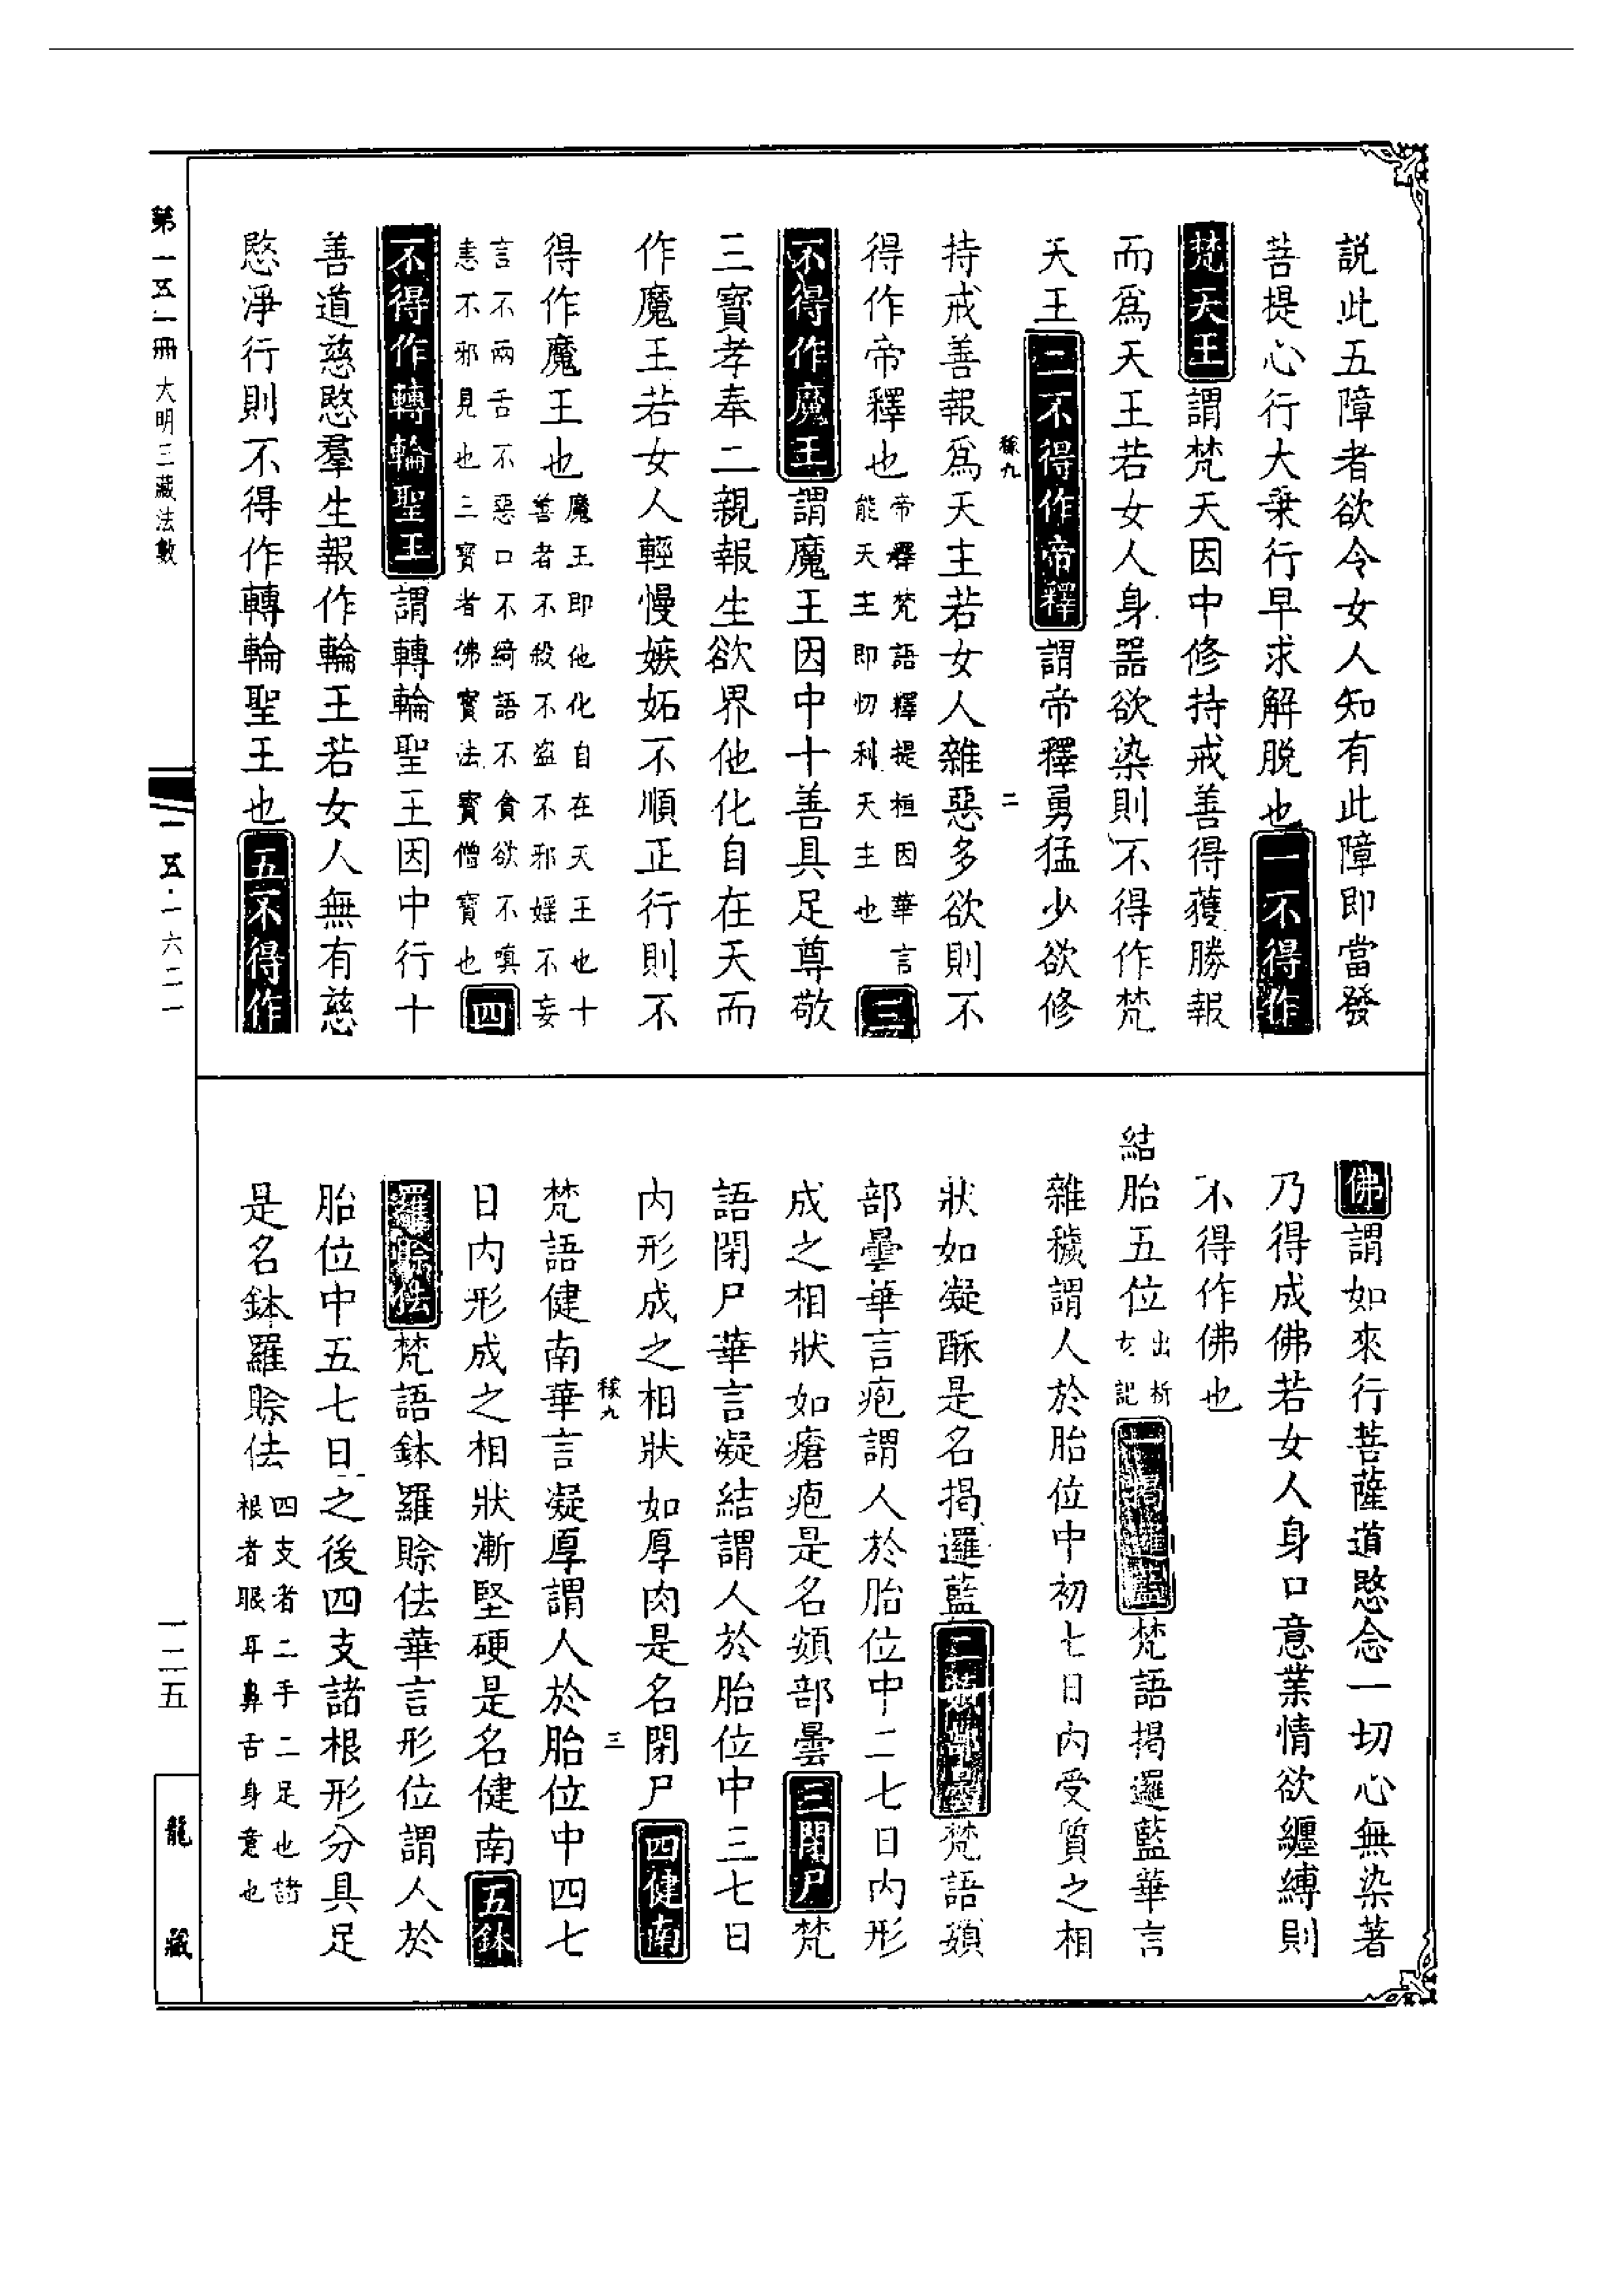 說此五障者欲令女人知有此障即當發
菩提心行大乗行早求解脱也一不得作
梵天王謂梵天因中修持戒善得獲勝報
而爲天王若女人身器欲染則不得作梵
天王二不得作帝釋謂帝釋勇猛少欲修
稼九 二
持戒善報爲天主若女人雜惡多欲則不
得作帝釋也帝釋梵語釋提桓因華言能天主即忉利天主也三
不得作魔王謂魔王因中十善具足尊敬
三寳孝奉二親報生欲界他化自在天而
作魔王若女人輕慢嫉妬不順正行則不
得作魔王也魔王即他化自在天王也十善者不殺不盗不邪婬不妄
言不兩舌不惡口不綺語不貪欲不嗔恚不邪見也三寳者佛寳法寳僧寳也四
不得作轉輪聖王謂轉輪聖王因中行十
善道慈愍羣生報作輪王若女人無有慈
愍淨行則不得作轉輪聖王也五不得作
佛謂如來行菩薩道愍念一切心無染著
乃得成佛若女人身口意業情欲纏縛則
不得作佛也
結胎五位出析玄記一揭邏藍梵語揭邏藍華言
雜穢謂人於胎位中初七日内受質之相
狀如凝酥是名揭邏藍二頞部曇梵語頞
部曇華言疱謂人於胎位中二七日内形
成之相狀如瘡疱是名頞部曇三閉尸梵
語閉尸華言凝結謂人於胎位中三七日
内形成之相狀如厚肉是名閉尸四健南
稼九 三
梵語健南華言凝厚謂人於胎位中四七
日内形成之相狀漸堅硬是名健南五鉢
羅賒佉梵語鉢羅賒佉華言形位謂人於
胎位中五七日之後四支諸根形分具足
是名鉢羅賒佉四支者二手二足也諸根者眼耳鼻舌身意也
第一五一册 大明三藏法數
一五·一六二一
一二五
龍藏